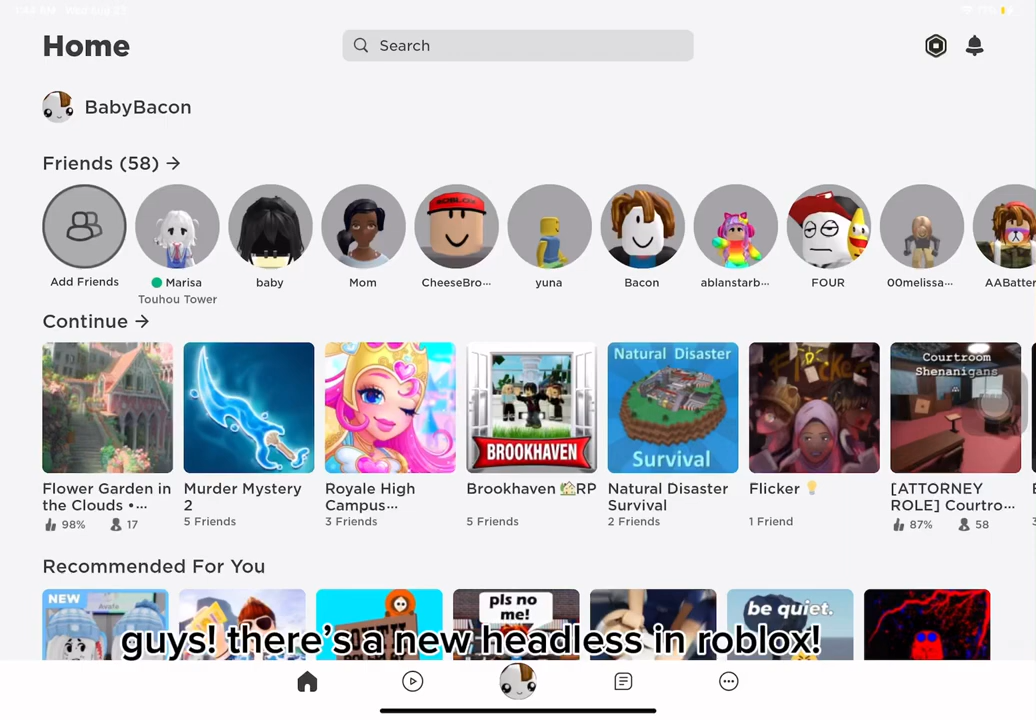 Home
Search
BabyBacon
Friends (58) →
Add Friends
Marisa
Touhou Tower
baby
Mom
CheeseBro···
yuna
Bacon
ablanstarb···
FOUR
00melissa···
AABatter
ROBLOX
Continue →
BROOKHAVEN
Natural Disaster
Survival
Flicker
Courtroom
Shenanigans
Flower Garden in
the Clouds •···
98% 17
Murder Mystery
2
5 Friends
Royale High
Campus···
3 Friends
Brookhaven 🏡RP
5 Friends
Natural Disaster
Survival
2 Friends
Flicker 💡
1 Friend
[ATTORNEY
ROLE] Courtro···
87% 58
Recommended For You
NEW
pls no
me!
be quiet.
guys! there's a new headless in roblox!